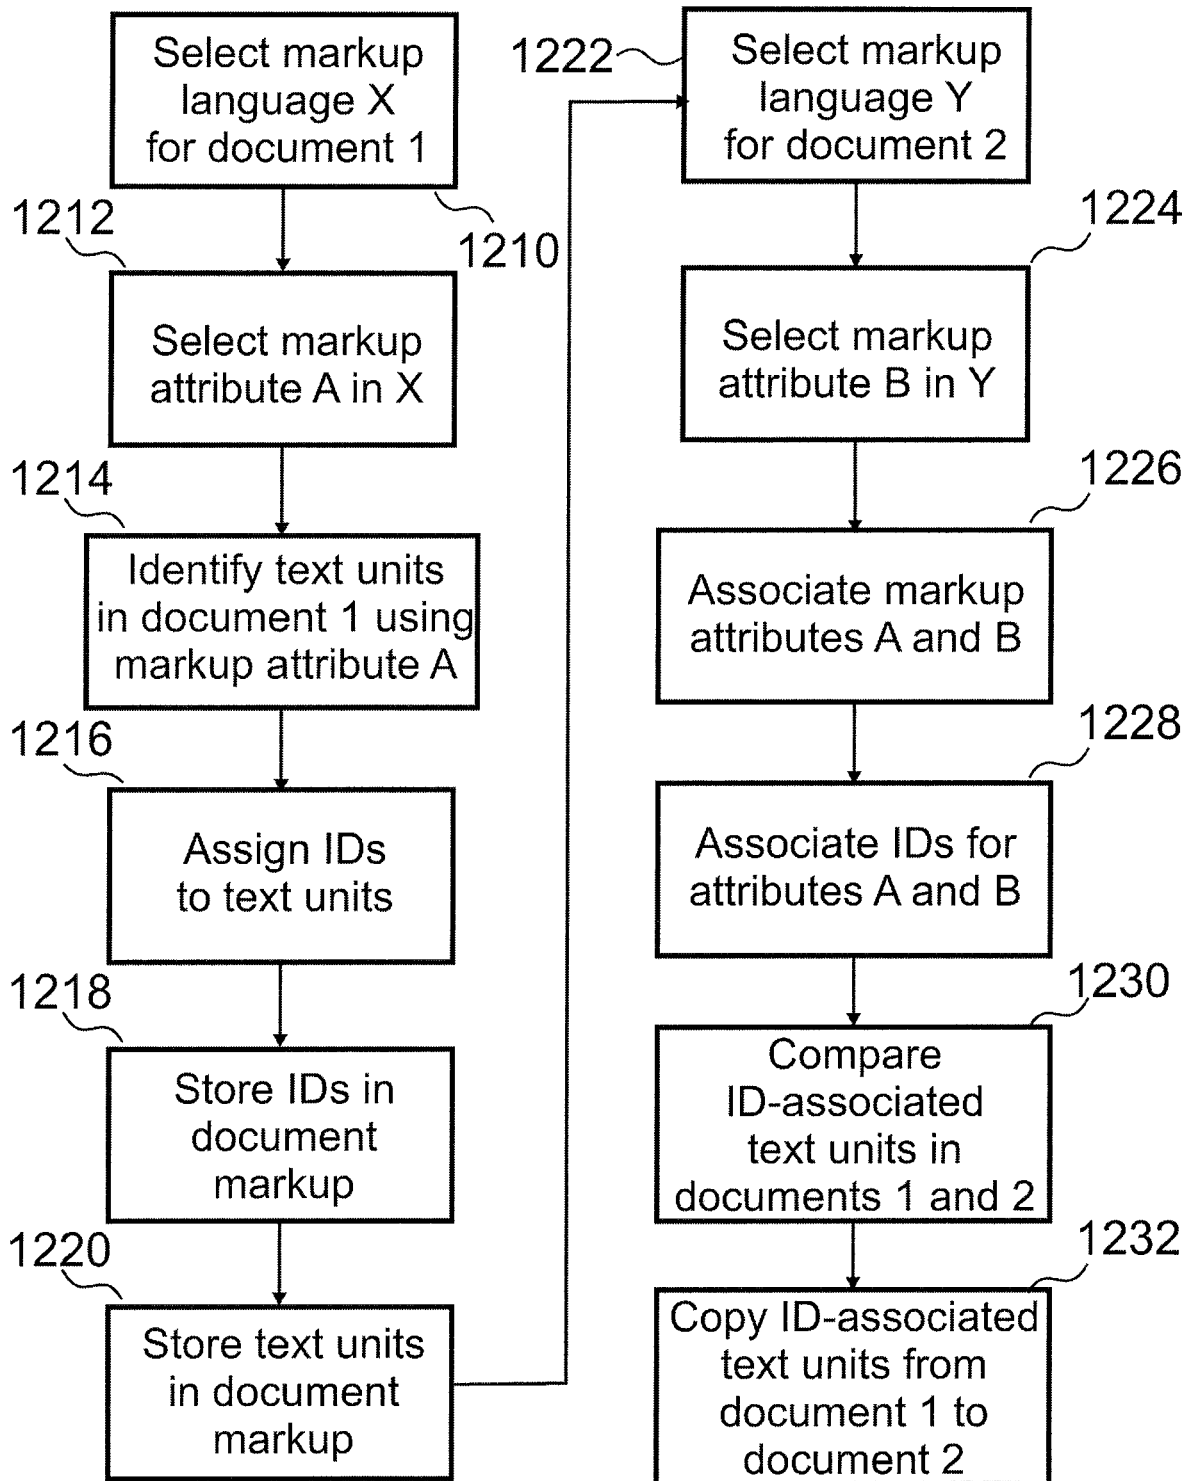 Select markup
language X
for document 1
1210
1212
Select markup
attribute A in X
1214
Identify text units
in document 1 using
markup attribute A
1216
Assign IDs
to text units
1218
Store IDs in
document
markup
1220
Store text units
in document
markup
1222
Select markup
language Y
for document 2
1224
Select markup
attribute B in Y
1226
Associate markup
attributes A and B
1228
Associate IDs for
attributes A and B
1230
Compare
ID-associated
text units in
documents 1 and 2
1232
Copy ID-associated
text units from
document 1 to
document 2